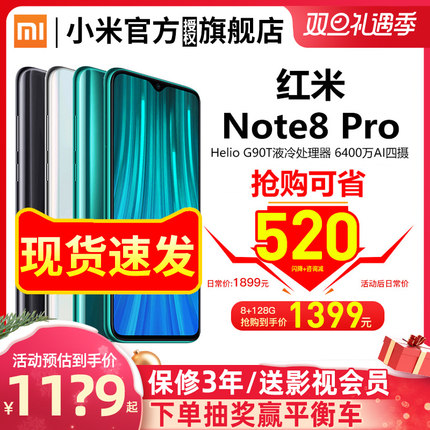 mi 小米官方授权旗舰店
双旦礼遇季
红米
Note8 Pro
Helio G90T液冷处理器 6400万AI四摄
抢购可省
520
闪降+咨询减
日常价:1899元
活动后日常价
现货速发
8+128G
抢购到手价
1399元
活动预估到手价
¥11?9起
保修3年/送影视会员
下单抽奖赢平衡车